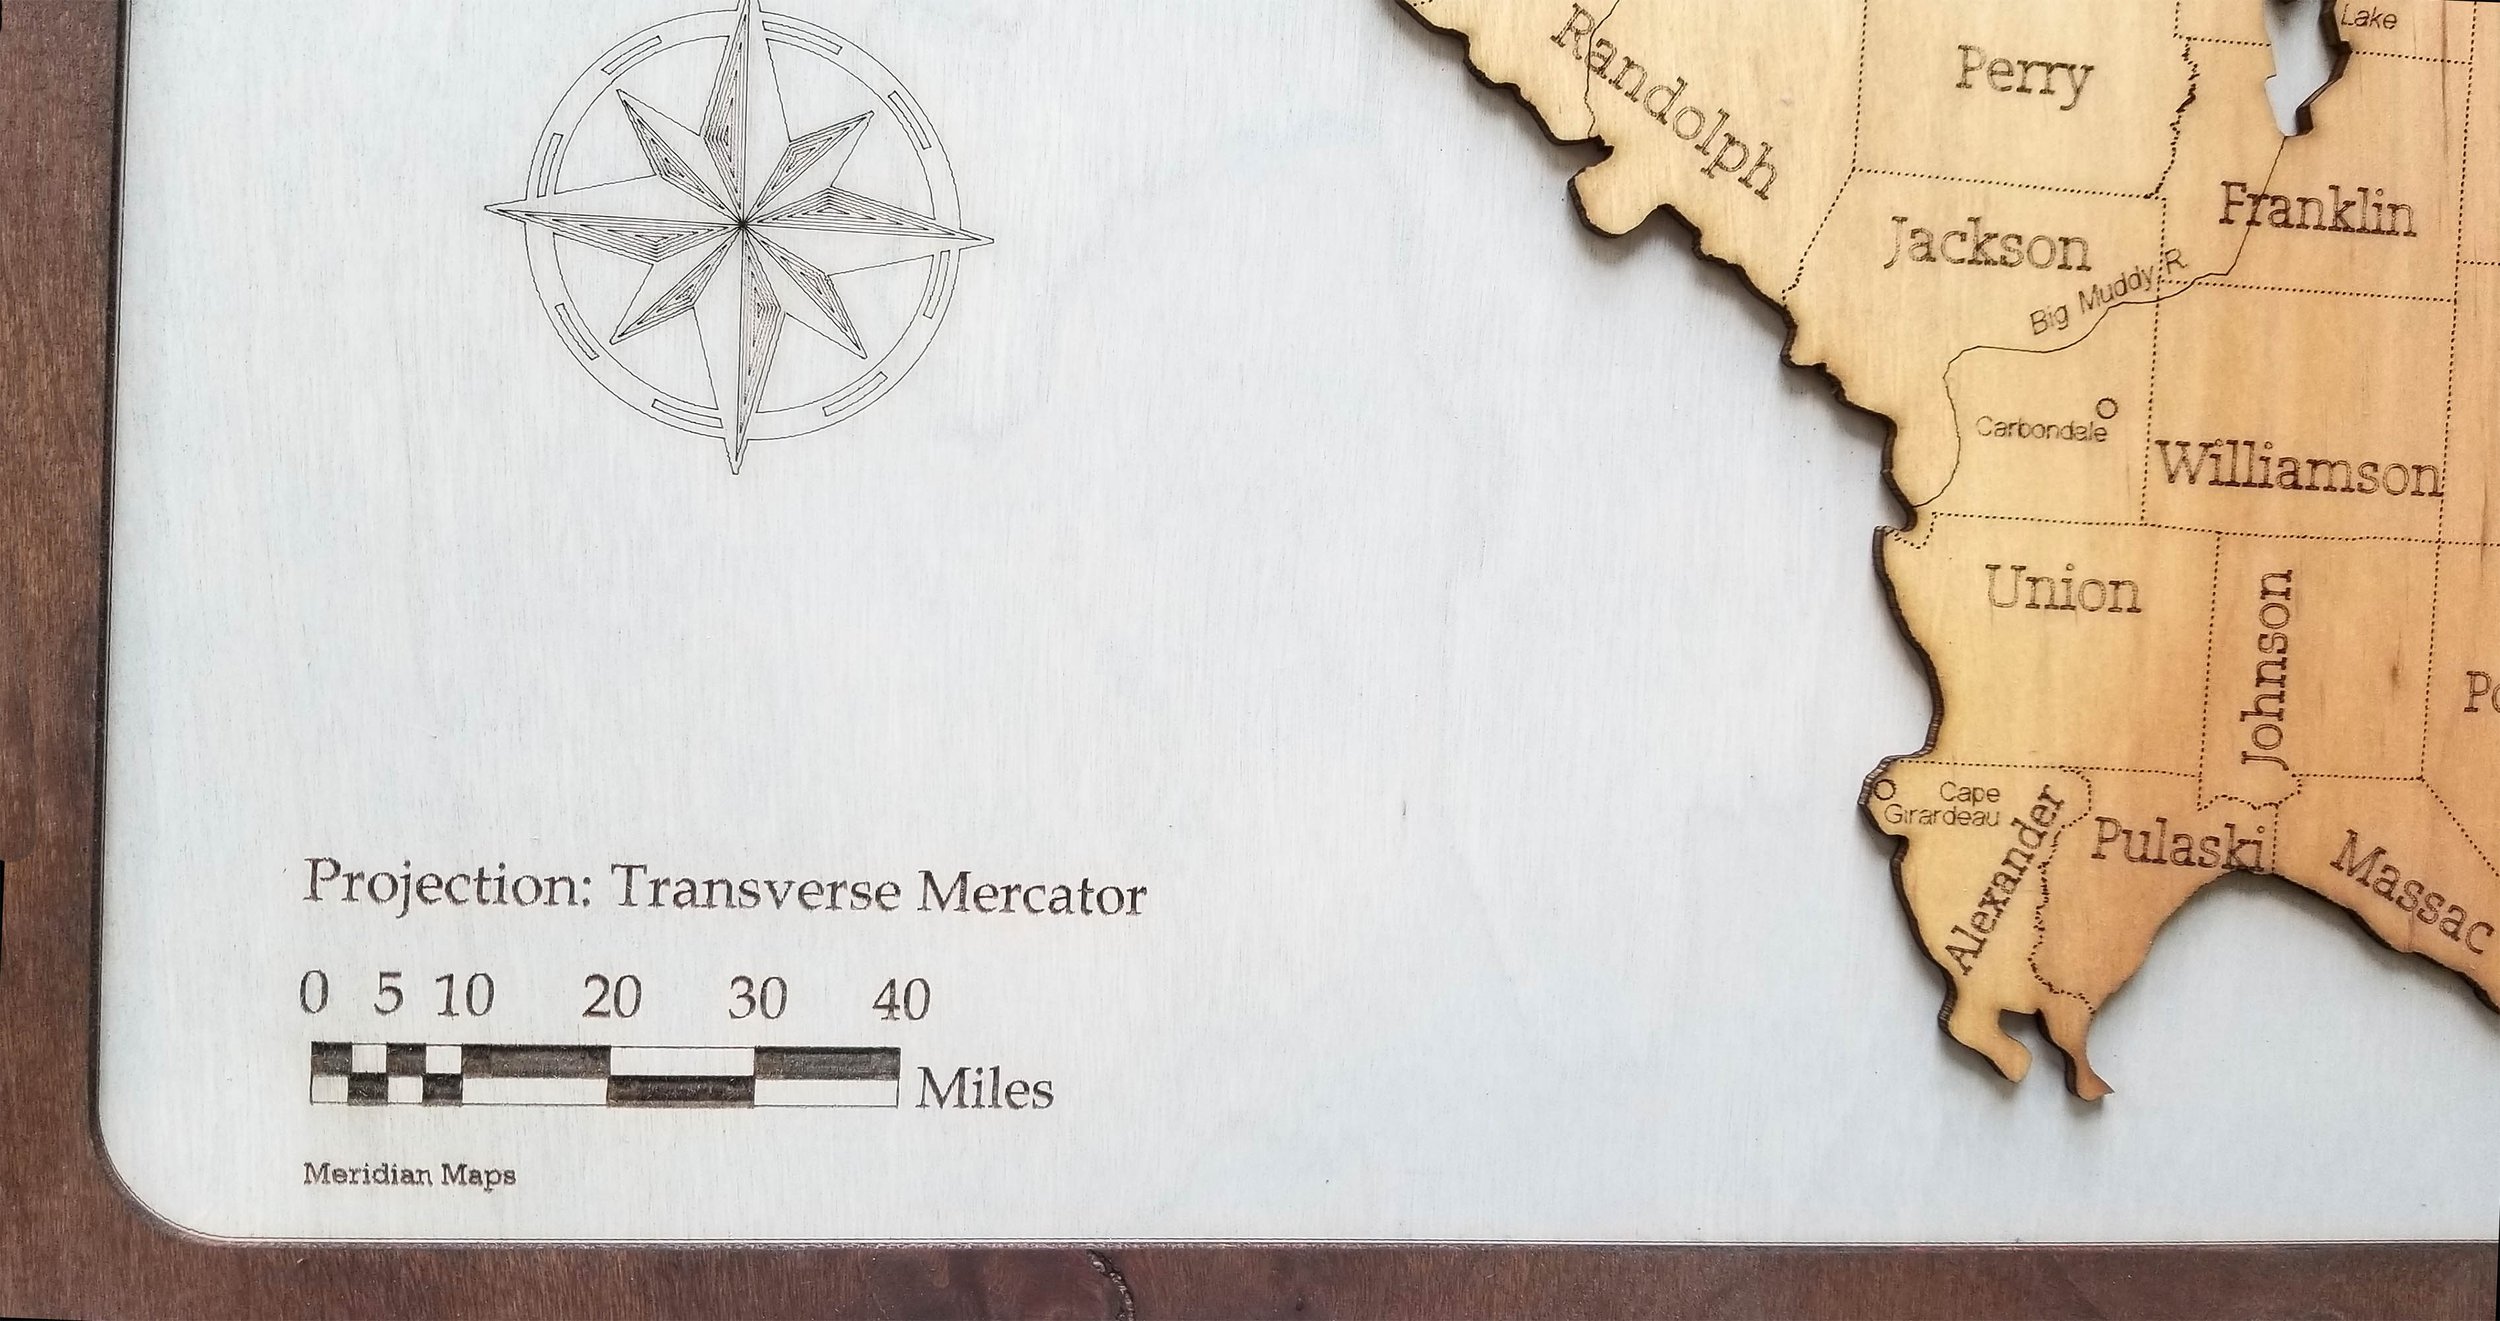 Lake
Randolph
Perry
Franklin
Jackson
Big Muddy R
Carbondale
Williamson
Union
Johnson
Cape
Girardeau
Alexander
Pulaski
Massac
Projection: Transverse Mercator
0 5 10 20 30 40
Miles
Meridian Maps